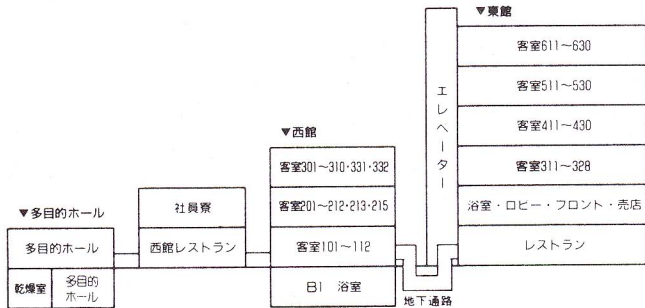 ▼東館
客室611～630
客室511～530
客室411～430
客室311～328
浴室・ロビー・フロント・売店
レストラン
エレベーター
▼西館
客室301～310・331・332
客室201～212・213・215
客室101～112
B1 浴室
地下通路
社員寮
西館レストラン
▼多目的ホール
多目的ホール
乾燥室
多目的
ホール